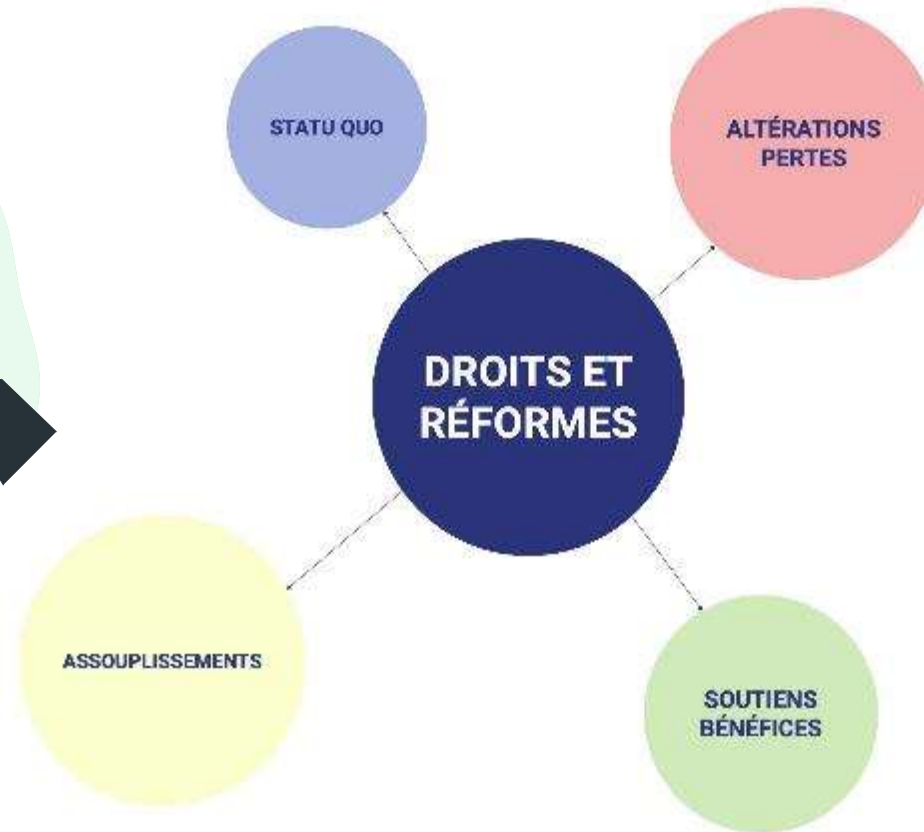 STATU QUO
ALTÉRATIONS
PERTES
DROITS ET
RÉFORMES
ASSOUPLISSEMENTS
SOUTIENS
BÉNÉFICES